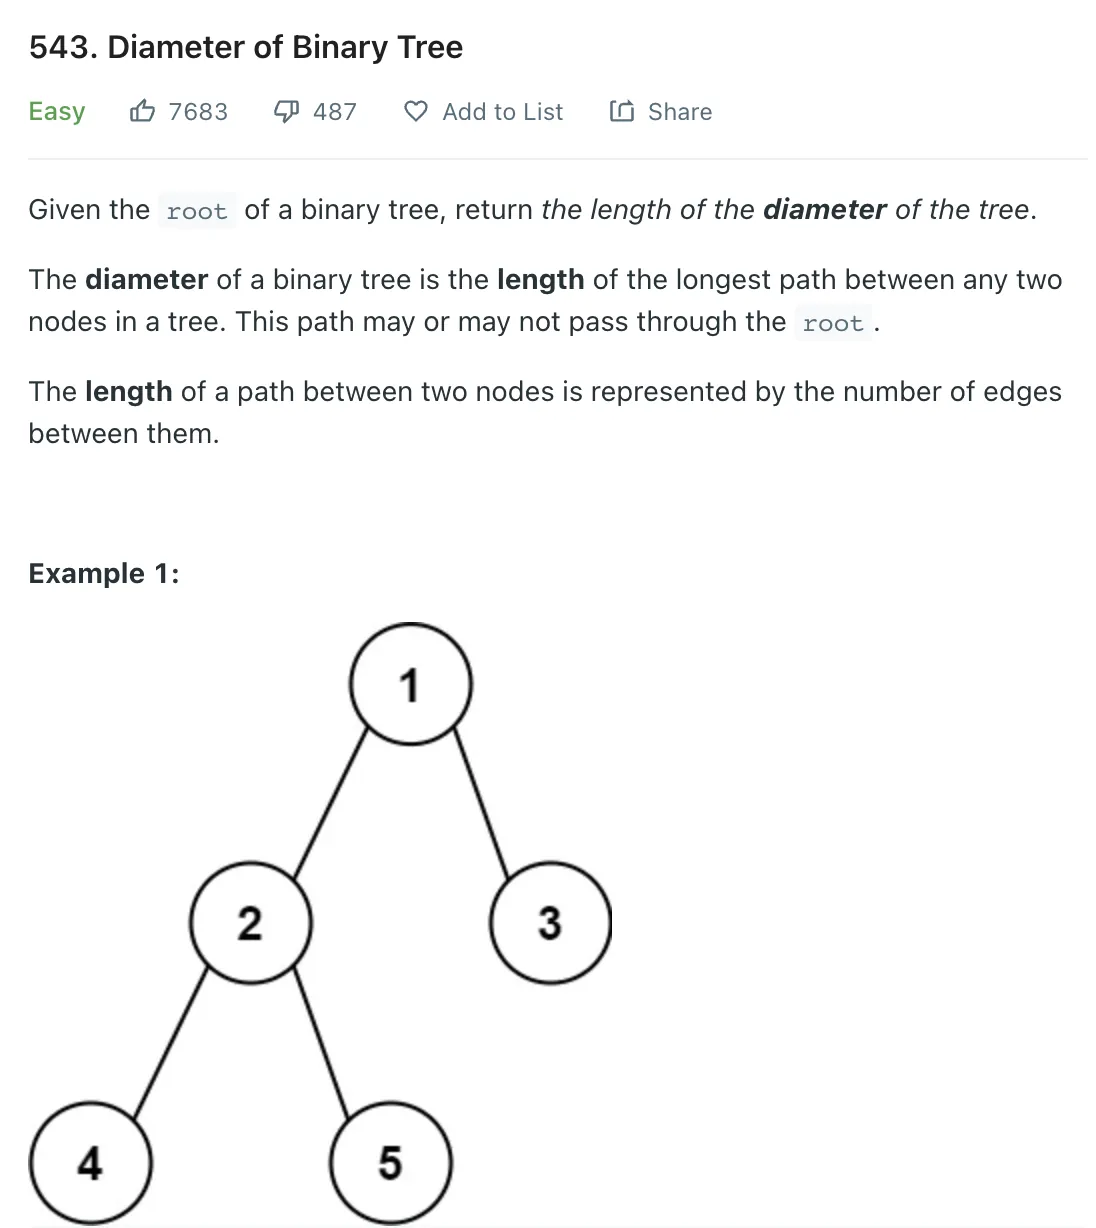 543. Diameter of Binary Tree
Easy 7683 487 Add to List Share
Given the root of a binary tree, return the length of the diameter of the tree.
The diameter of a binary tree is the length of the longest path between any two
nodes in a tree. This path may or may not pass through the root .
The length of a path between two nodes is represented by the number of edges
between them.
Example 1:
1
2 3
4 5